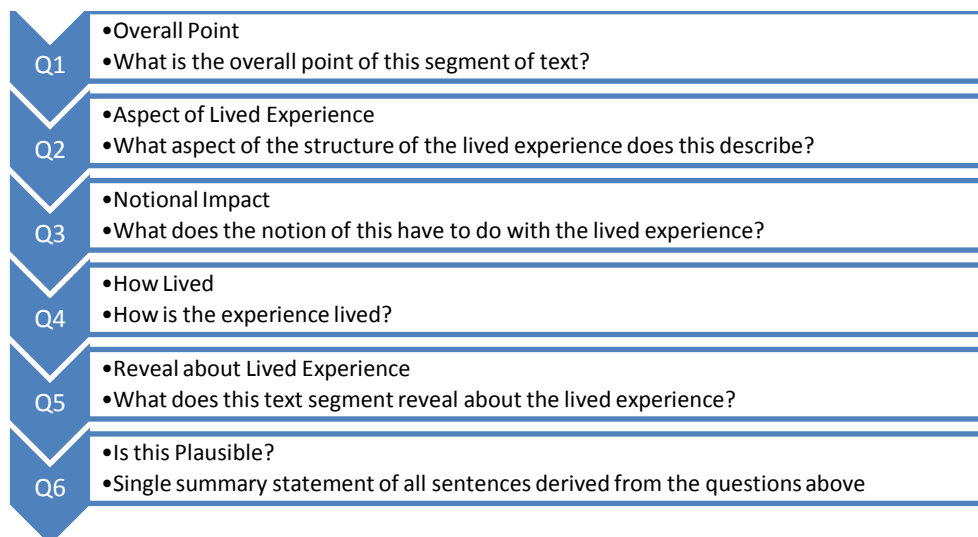 Q1
•Overall Point
•What is the overall point of this segment of text?
Q2
•Aspect of Lived Experience
•What aspect of the structure of the lived experience does this describe?
Q3
•Notional Impact
•What does the notion of this have to do with the lived experience?
Q4
•How Lived
•How is the experience lived?
Q5
•Reveal about Lived Experience
•What does this text segment reveal about the lived experience?
Q6
•Is this Plausible?
•Single summary statement of all sentences derived from the questions above